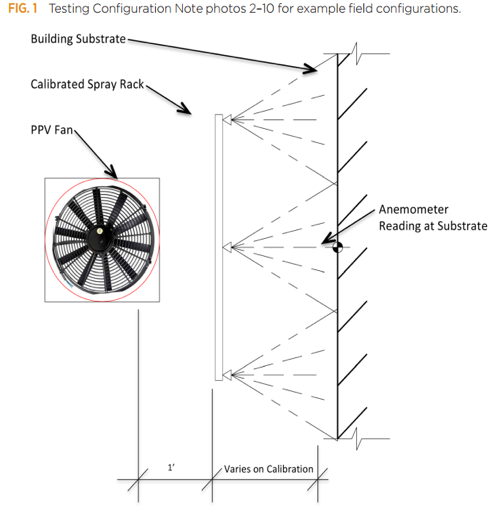 FIG. 1 Testing Configuration Note photos 2–10 for example field configurations.
Building Substrate
Calibrated Spray Rack
PPV Fan
Anemometer
Reading at Substrate
1'
Varies on Calibration